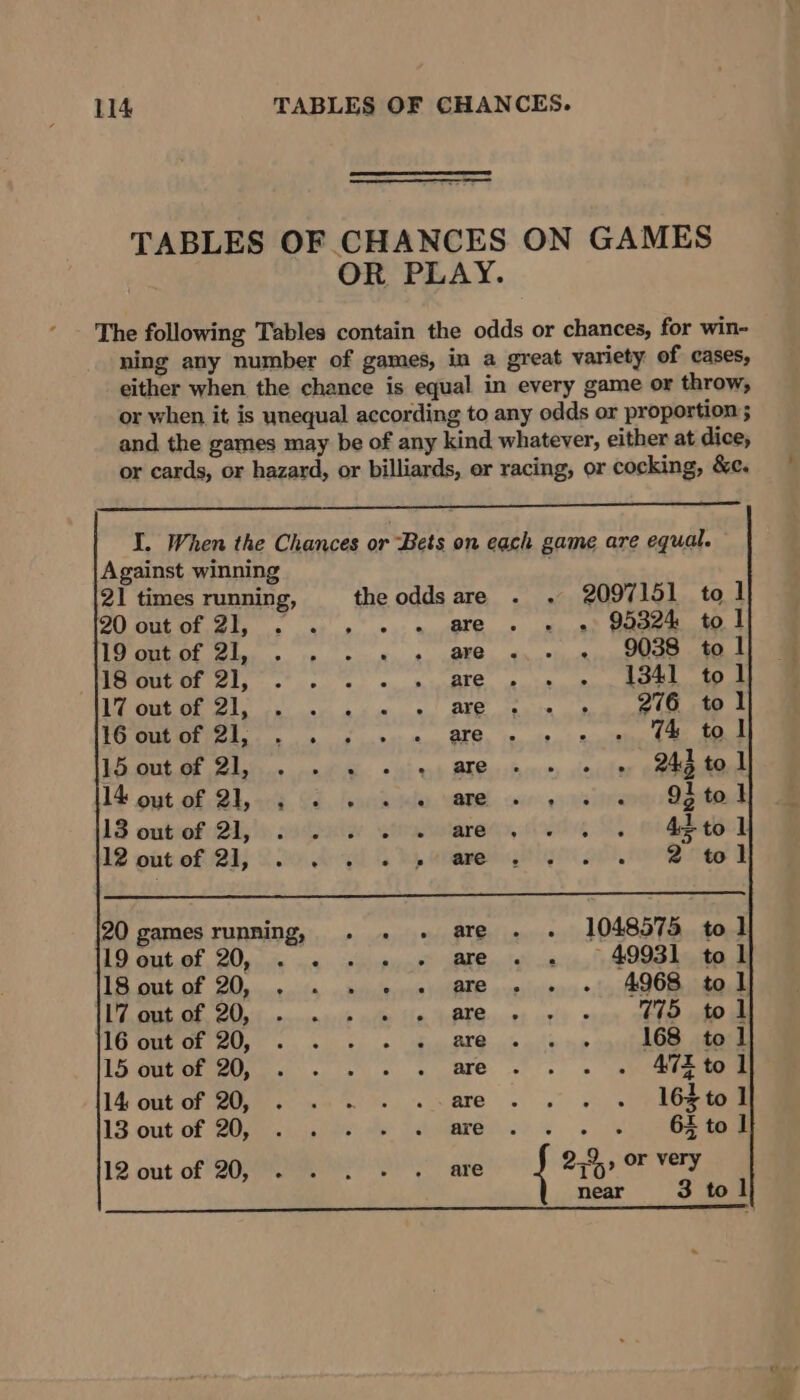 114 TABLES OF CHANCES.
TABLES OF CHANCES ON GAMES
OR PLAY.
The following Tables contain the odds or chances, for win-
ning any number of games, in a great variety of cases,
either when the chance is equal in every game or throw,
or when it is unequal according to any odds or proportion;
and the games may be of any kind whatever, either at dice,
or cards, or hazard, or billiards, or racing, or cocking, &c.
I. When the Chances or Bets on each game are equal.
Against winning
21 times running, the odds are . . 2097151 to 1
20 out of 21, . . . . . . are . . . 95324 to 1
19 out of 21, . . . . . . are . . . 9038 to 1
18 out of 21, . . . . . . are . . . 1341 to 1
17 out of 21, . . . . . . are . . . 276 to 1
16 out of 21, . . . . . . are . . . . 74 to 1
15 out of 21, . . . . . . are . . . . 24½ to 1
14 out of 21, . . . . . . are . . . . 9½ to 1
13 out of 21, . . . . . . are . . . . 4½ to 1
12 out of 21, . . . . . . are . . . . 2 to 1
20 games running, . . . are . . 1048575 to 1
19 out of 20, . . . . . . are . . 49931 to 1
18 out of 20, . . . . . . are . . . 4968 to 1
17 out of 20, . . . . . . are . . . 775 to 1
16 out of 20, . . . . . . are . . . 168 to 1
15 out of 20, . . . . . . are . . . . 47¼ to 1
14 out of 20, . . . . . . are . . . . 16¼ to 1
13 out of 20, . . . . . . are . . . . 6¾ to 1
12 out of 20, . . . . . . are { 2 9/10, or very
near 3 to 1